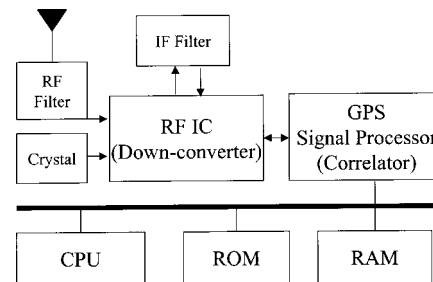 IF Filter
RF
Filter
RF IC
(Down-converter)
GPS
Signal Processor
(Correlator)
Crystal
CPU
ROM
RAM